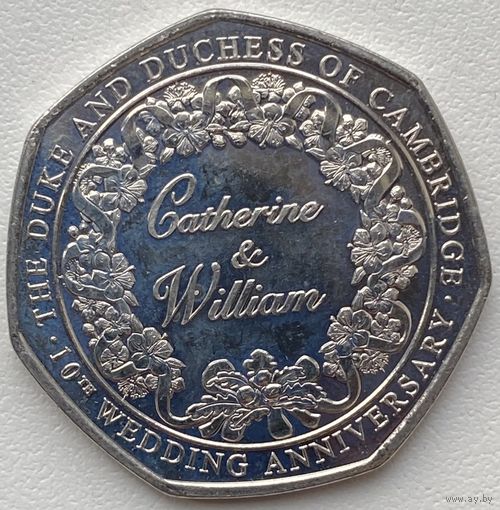 · THE DUKE AND DUCHESS OF CAMBRIDGE ·
Catherine
&
William
10TH WEDDING ANNIVERSARY
www.ay.by